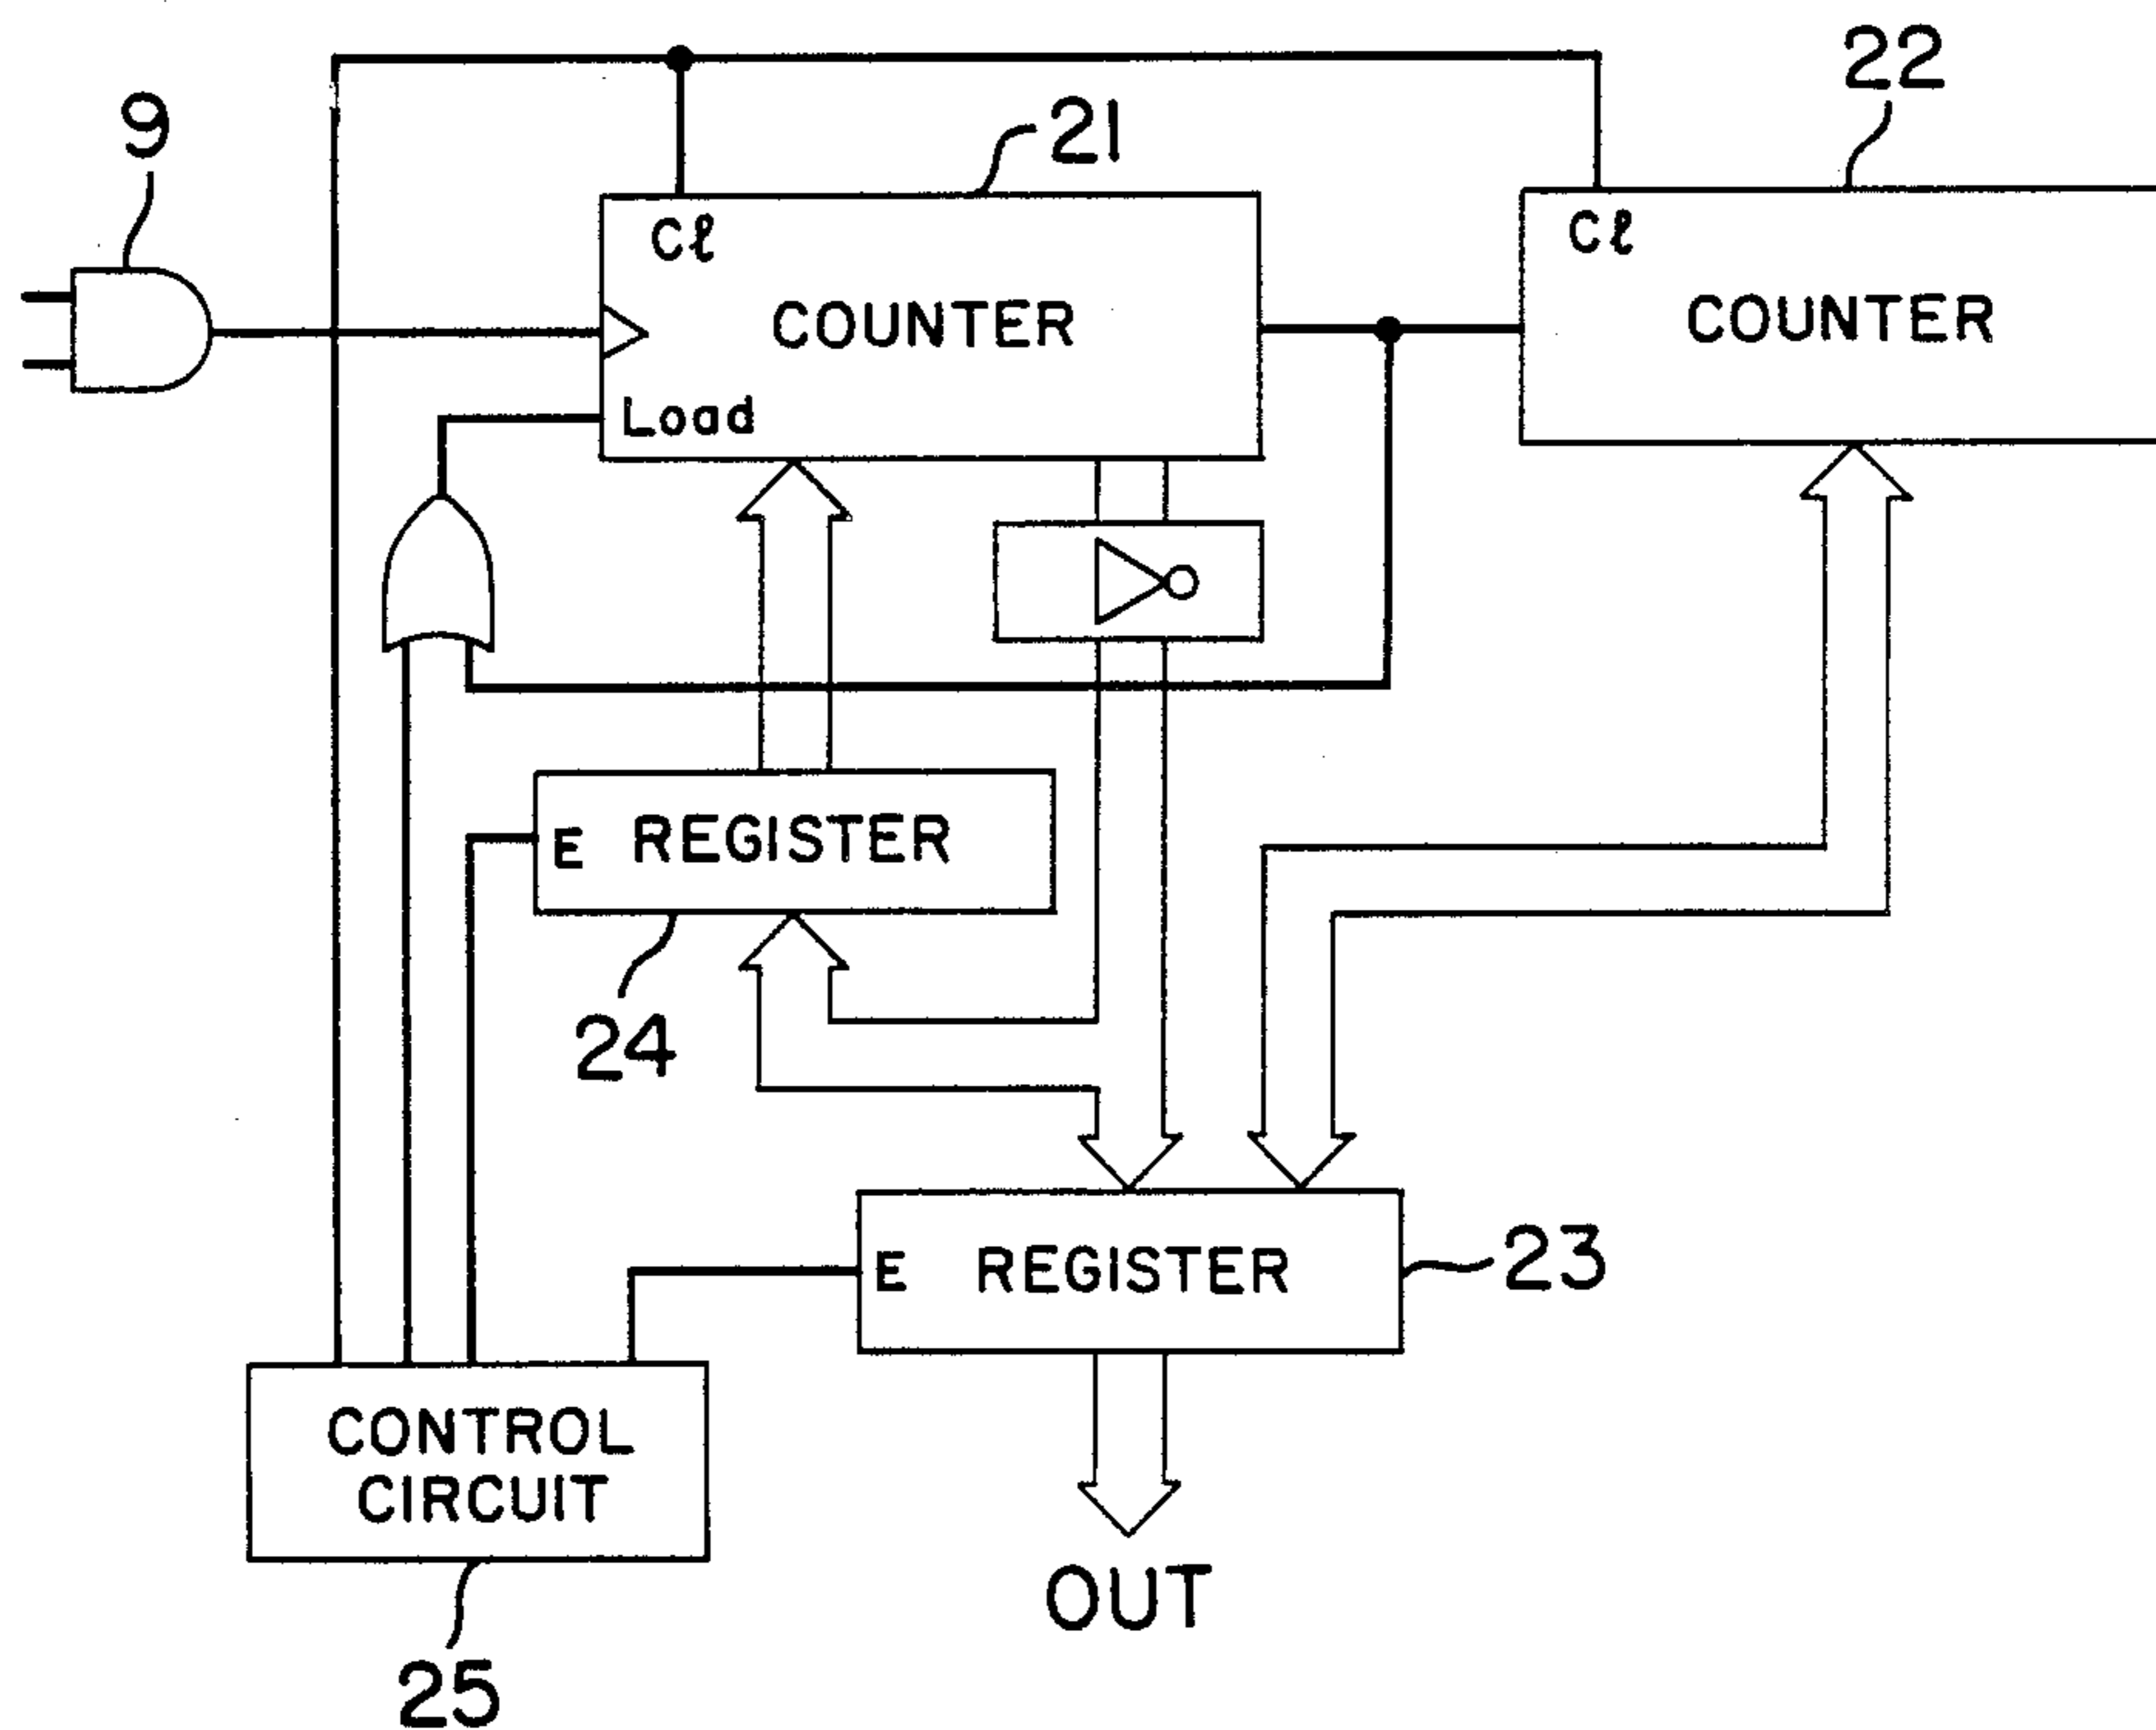 22
9
21
Cℓ
Cℓ
COUNTER
COUNTER
Load
E REGISTER
24
E REGISTER
23
CONTROL
CIRCUIT
OUT
25